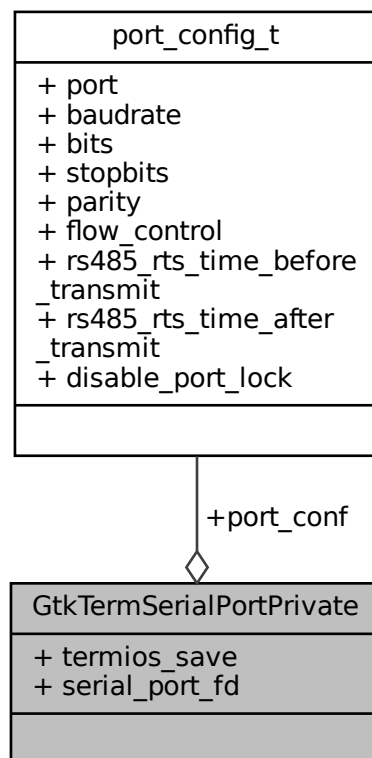 port_config_t
+ port
+ baudrate
+ bits
+ stopbits
+ parity
+ flow_control
+ rs485_rts_time_before
_transmit
+ rs485_rts_time_after
_transmit
+ disable_port_lock
+port_conf
GtkTermSerialPortPrivate
+ termios_save
+ serial_port_fd